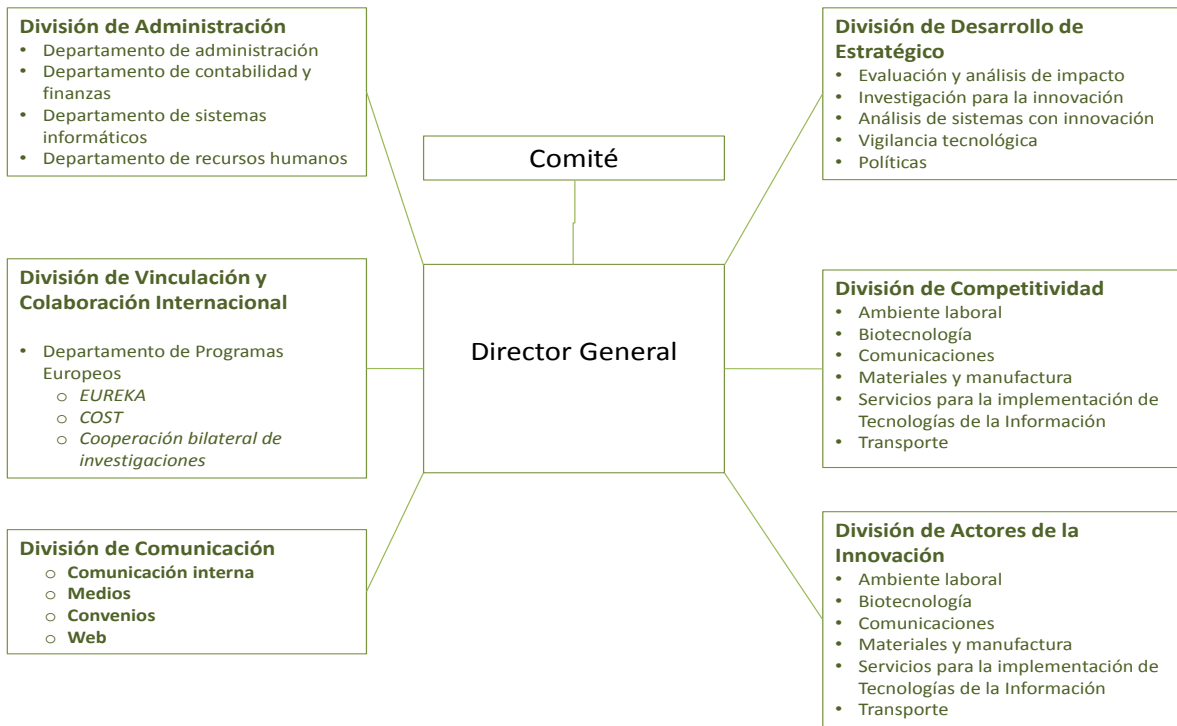 División de Administración
• Departamento de administración
• Departamento de contabilidad y
finanzas
• Departamento de sistemas
informáticos
• Departamento de recursos humanos
División de Vinculación y
Colaboración Internacional
• Departamento de Programas
Europeos
o EUREKA
o COST
o Cooperación bilateral de
investigaciones
División de Comunicación
o Comunicación interna
o Medios
o Convenios
o Web
Comité
Director General
División de Desarrollo de
Estratégico
• Evaluación y análisis de impacto
• Investigación para la innovación
• Análisis de sistemas con innovación
• Vigilancia tecnológica
• Políticas
División de Competitividad
• Ambiente laboral
• Biotecnología
• Comunicaciones
• Materiales y manufactura
• Servicios para la implementación de
Tecnologías de la Información
• Transporte
División de Actores de la
Innovación
• Ambiente laboral
• Biotecnología
• Comunicaciones
• Materiales y manufactura
• Servicios para la implementación de
Tecnologías de la Información
• Transporte